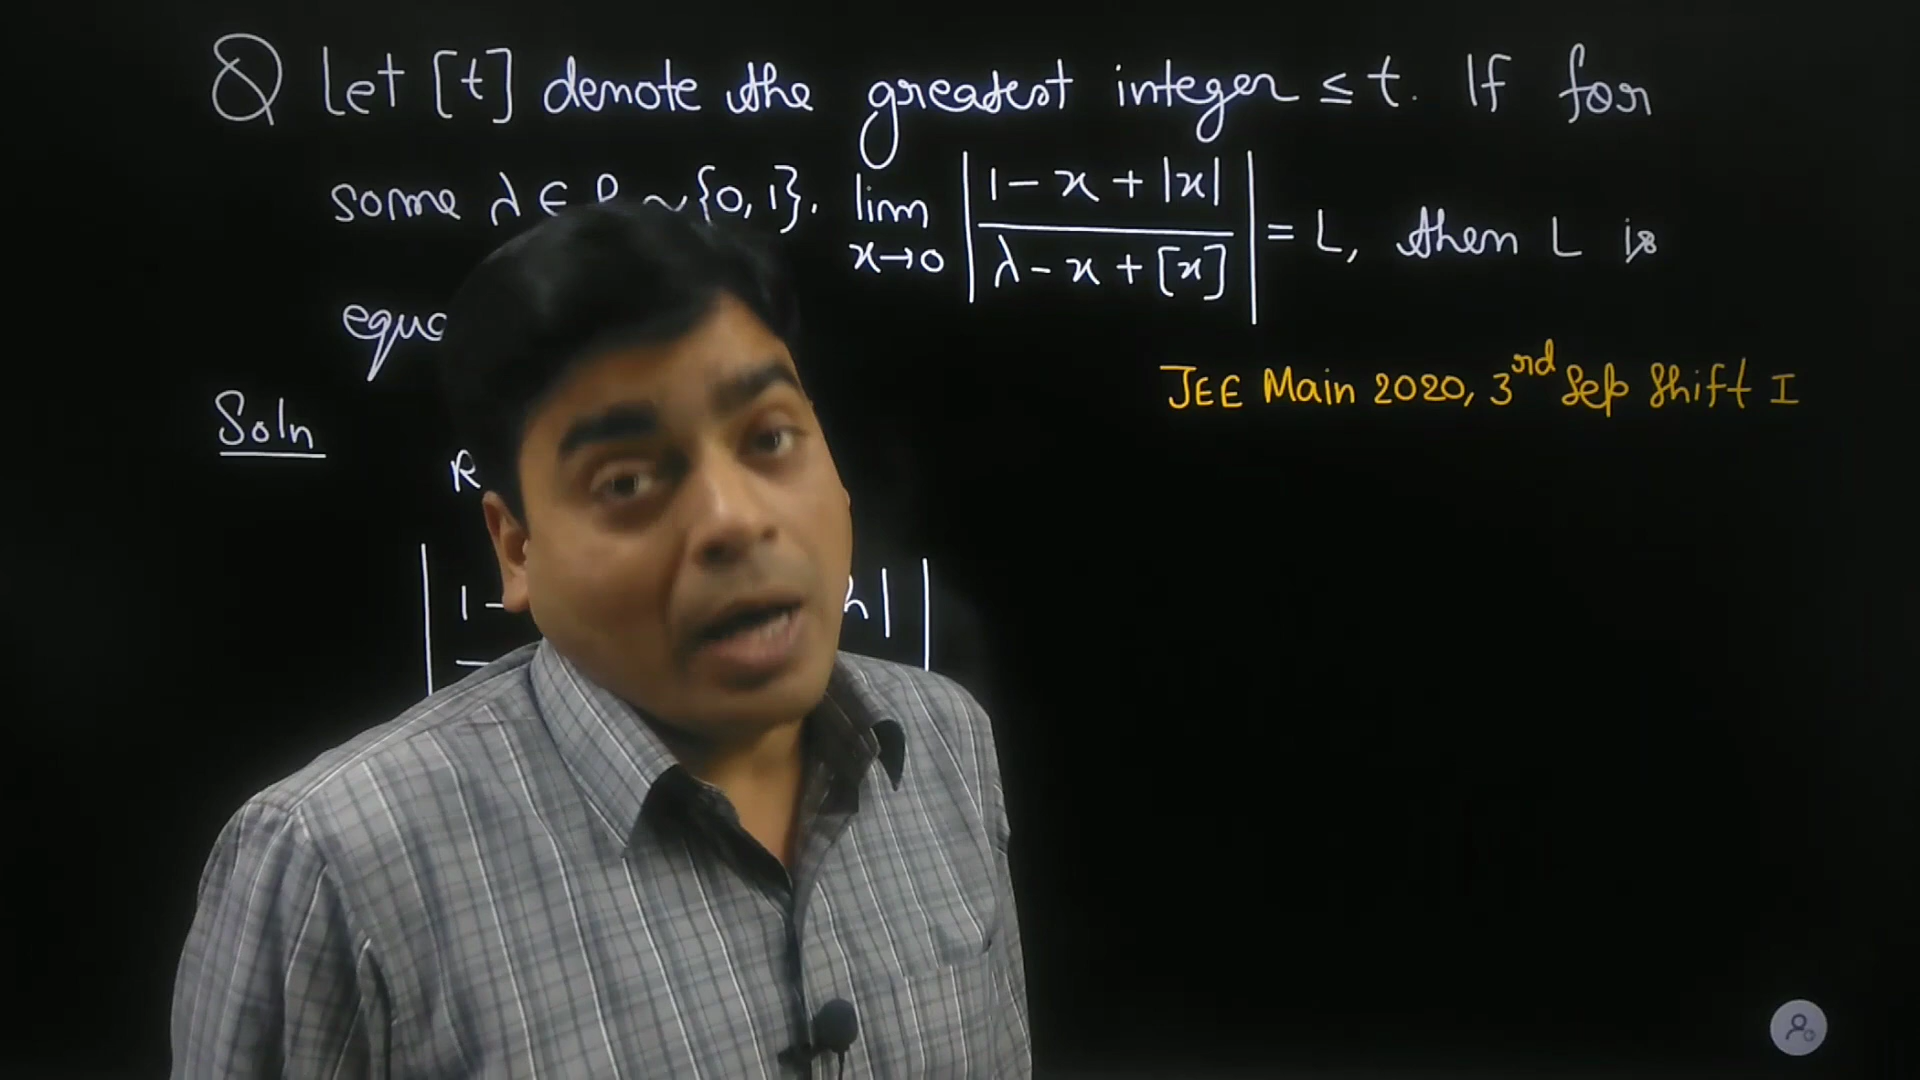 Q Let [t] denote the greatest integer ≤ t. If for
some λ ∈ R ~ {0, 1}, lim x→0 | (1 - x + |x|) / (λ - x + [x]) | = L, then L is
JEE Main 2020, 3rd Sep Shift I
Soln
R
| 1 - h| |